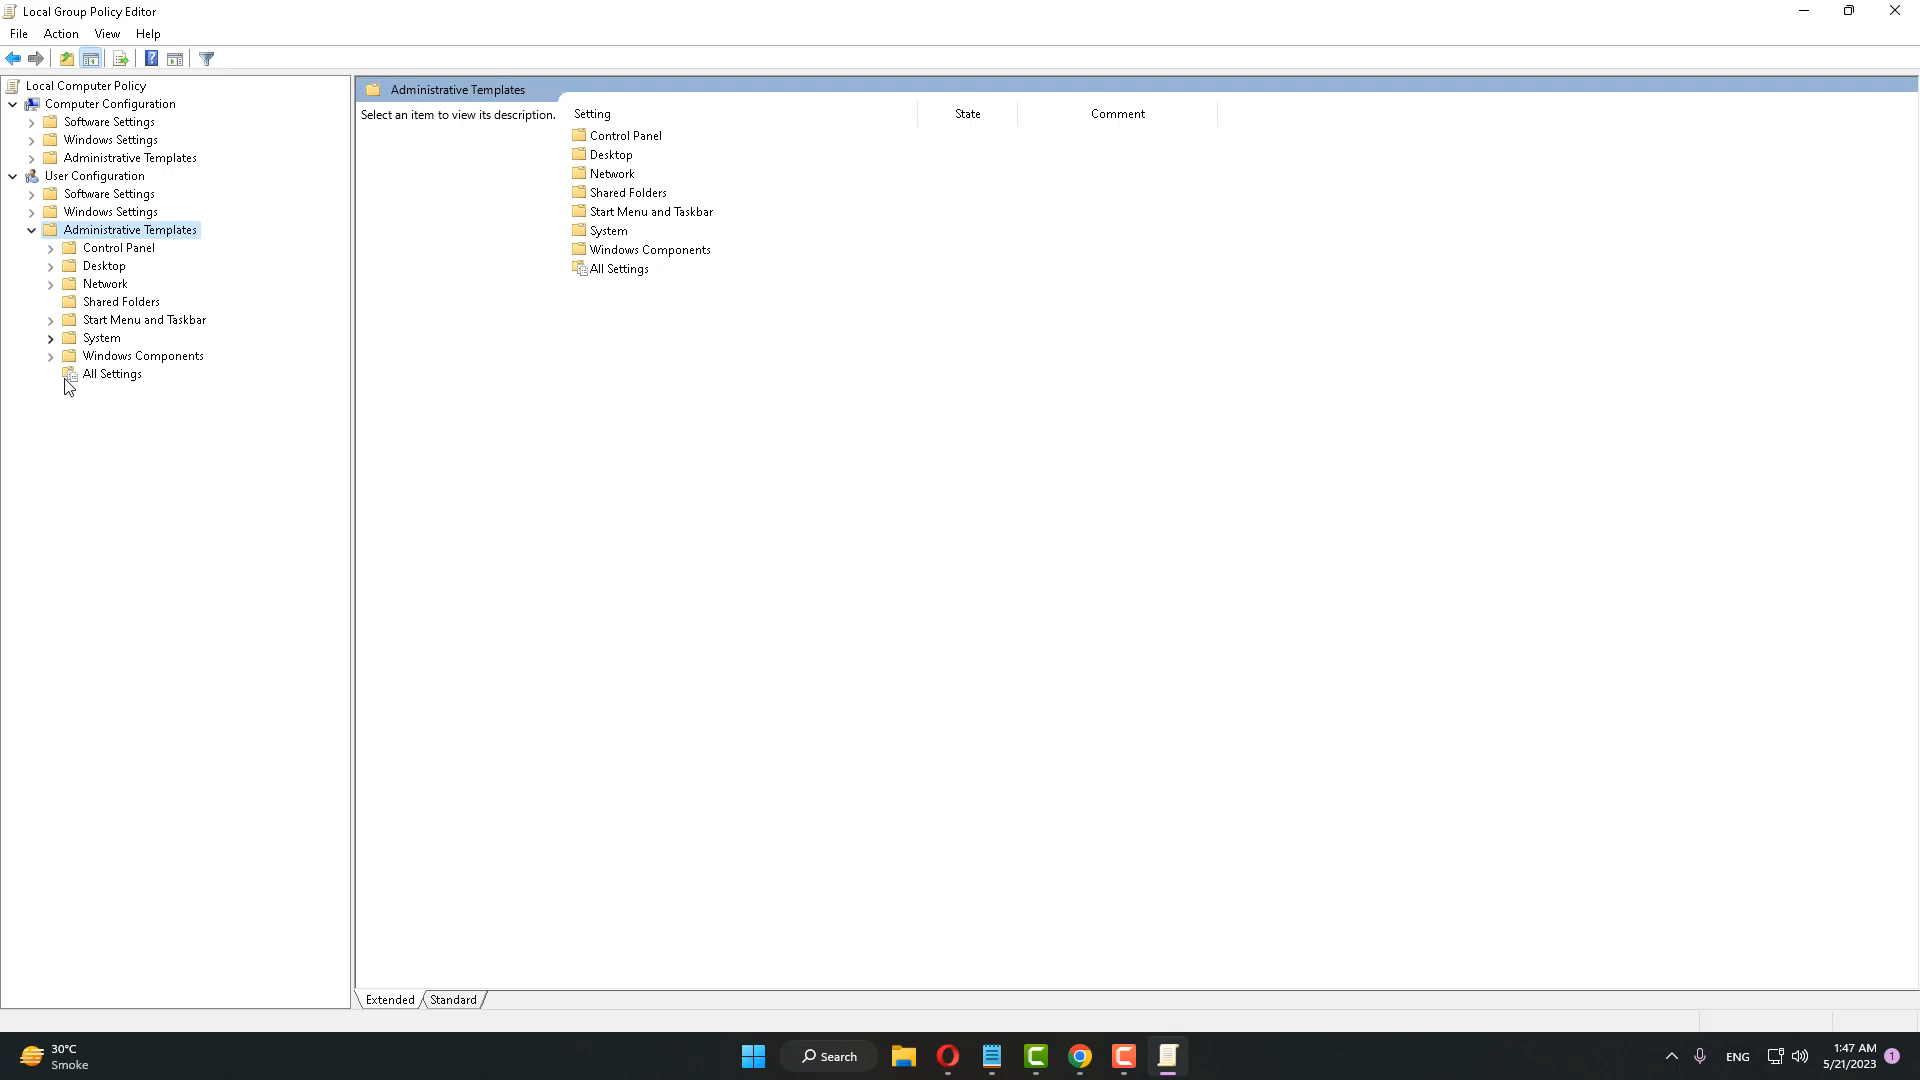 Local Group Policy Editor
File Action View Help
Local Computer Policy
Computer Configuration
Software Settings
Windows Settings
Administrative Templates
User Configuration
Software Settings
Windows Settings
Administrative Templates
Control Panel
Desktop
Network
Shared Folders
Start Menu and Taskbar
System
Windows Components
All Settings
Administrative Templates
Select an item to view its description.
Setting State Comment
Control Panel
Desktop
Network
Shared Folders
Start Menu and Taskbar
System
Windows Components
All Settings
Extended Standard
30°C
Smoke
Search
ENG
1:47 AM
5/21/2023
1